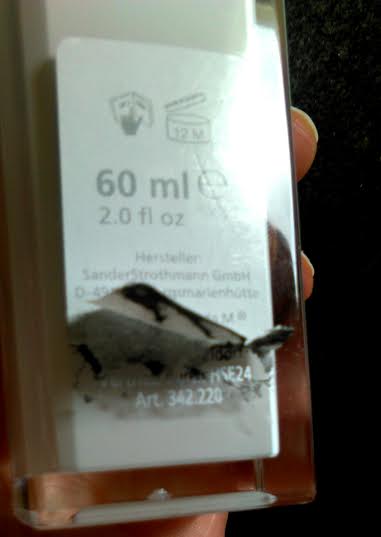 12 M
60 ml ℮
2.0 fl oz
Hersteller:
SanderStrothmann GmbH
M®
HSE24
Art. 342.220